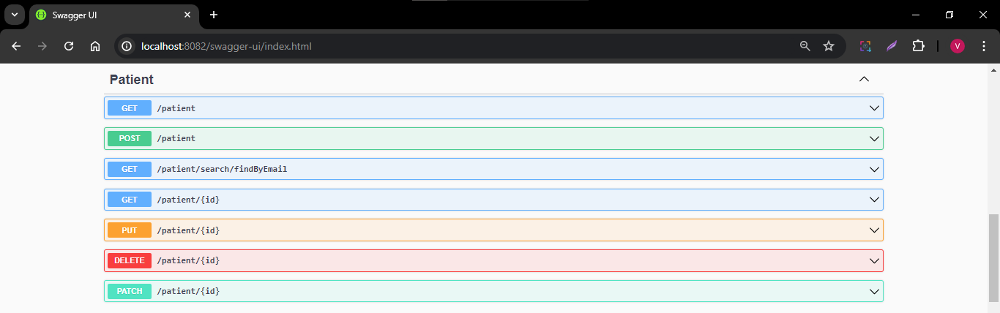 Swagger UI
localhost:8082/swagger-ui/index.html
V
Patient
GET /patient
POST /patient
GET /patient/search/findByEmail
GET /patient/{id}
PUT /patient/{id}
DELETE /patient/{id}
PATCH /patient/{id}